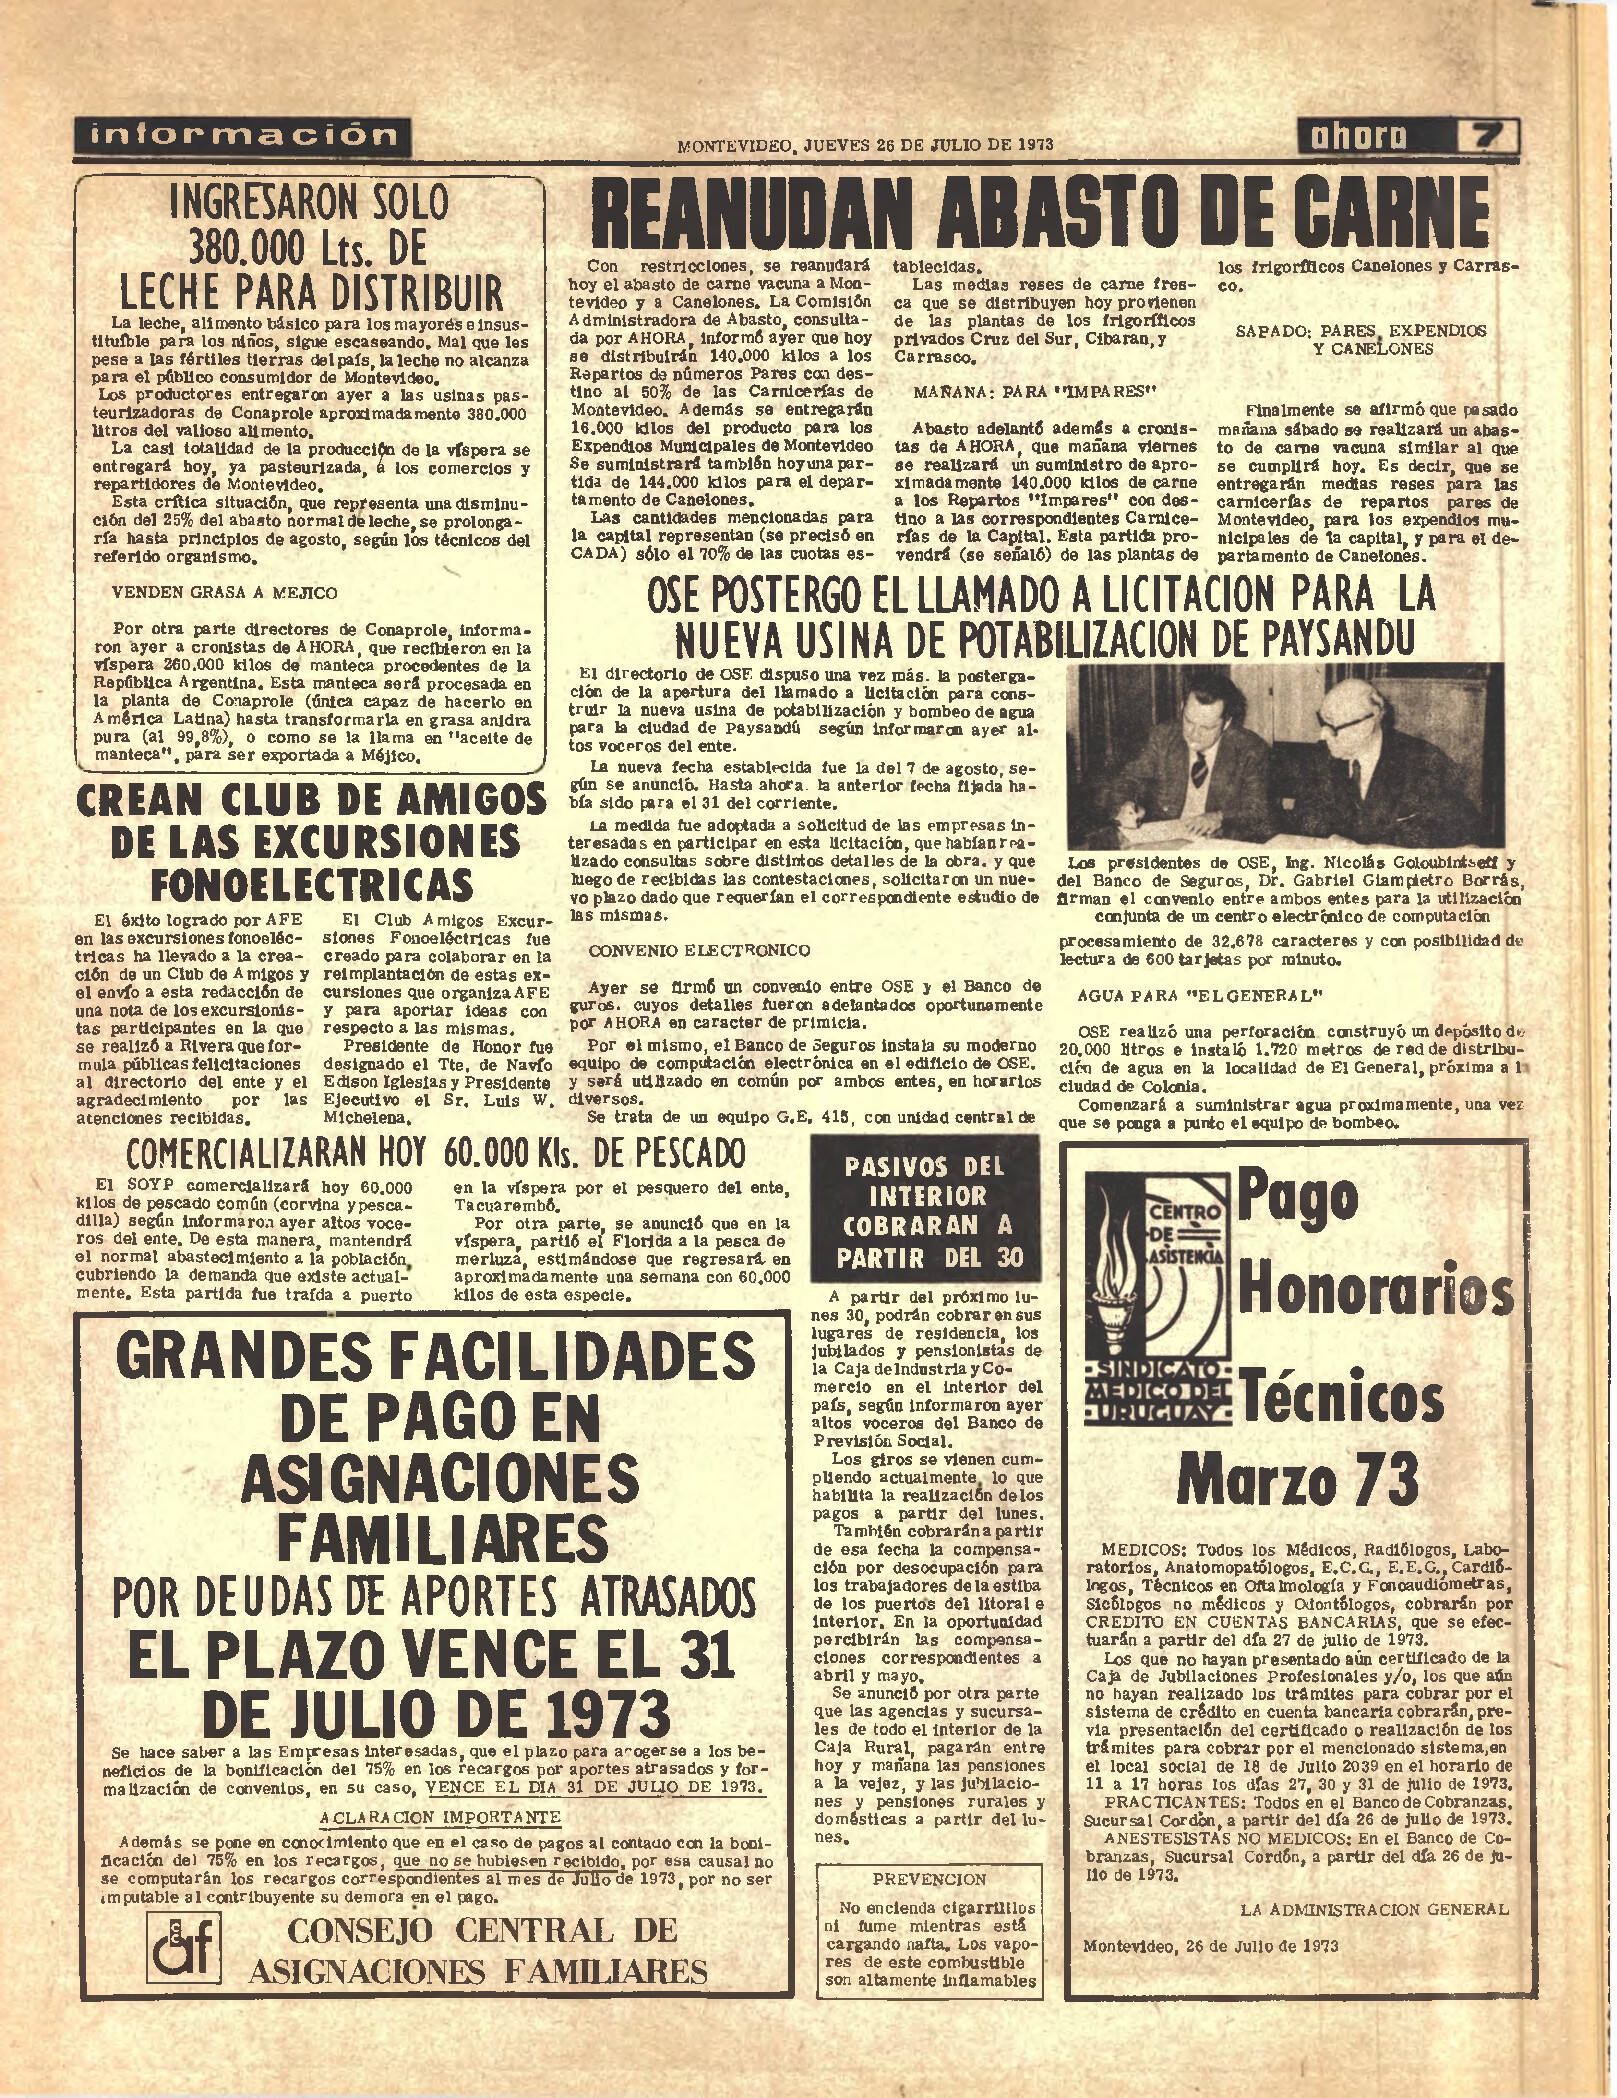 información
MONTEVIDEO, JUEVES 26 DE JULIO DE 1973
ahora 7
INGRESARON SOLO
380.000 Lts. DE
LECHE PARA DISTRIBUIR
La leche, alimento básico para los mayores e insus-
tituíble para los niños, sigue escaseando. Mal que les
pese a las fértiles tierras del país, la leche no alcanza
para el público consumidor de Montevideo.
Los productores entregaron ayer a las usinas pas-
teurizadoras de Conaprole aproximadamente 380.000
litros del valioso alimento.
La casi totalidad de la producción de la víspera se
entregará hoy, ya pasteurizada, a los comercios y
repartidores de Montevideo.
Esta crítica situación, que representa una disminu-
ción del 25% del abasto normal de leche, se prolonga-
ría hasta principios de agosto, según los técnicos del
referido organismo.
VENDEN GRASA A MEJICO
Por otra parte directores de Conaprole, informa-
ron ayer a cronistas de AHORA, que recibieron en la
víspera 260.000 kilos de manteca procedentes de la
República Argentina. Esta manteca será procesada en
la planta de Conaprole (única capaz de hacerlo en
América Latina) hasta transformarla en grasa anidra
pura (al 99,8%), o como se la llama en "aceite de
manteca", para ser exportada a Méjico.
REANUDAN ABASTO DE CARNE
Con restricciones, se reanudará
hoy el abasto de carne vacuna a Mon-
tevideo y a Canelones. La Comisión
Administradora de Abasto, consulta-
da por AHORA, informó ayer que hoy
se distribuirán 140.000 kilos a los
Repartos de números Pares con des-
tino al 50% de las Carnicerías de
Montevideo. Además se entregarán
16.000 kilos del producto para los
Expendios Municipales de Montevideo
Se suministrará también hoy una par-
tida de 144.000 kilos para el depar-
tamento de Canelones.
Las cantidades mencionadas para
la capital representan (se precisó en
CADA) sólo el 70% de las cuotas es-
tablecidas.
Las medias reses de carne fres-
ca que se distribuyen hoy provienen
de las plantas de los frigoríficos
privados Cruz del Sur, Cibaran, y
Carrasco.
MAÑANA: PARA "IMPARES"
Abasto adelantó además a cronis-
tas de AHORA, que mañana viernes
se realizará un suministro de apro-
ximadamente 140.000 kilos de carne
a los Repartos "Impares" con des-
tino a las correspondientes Carnice-
rías de la Capital. Esta partida pro-
vendrá (se señaló) de las plantas de
los frigoríficos Canelones y Carras-
co.
SAPADO: PARES, EXPENDIOS
Y CANELONES
Finalmente se afirmó que pasado
mañana sábado se realizará un abas-
to de carne vacuna similar al que
se cumplirá hoy. Es decir, que se
entregarán medias reses para las
carnicerías de repartos pares de
Montevideo, para los expendios mu-
nicipales de la capital, y para el de-
partamento de Canelones.
OSE POSTERGO EL LLAMADO A LICITACION PARA LA
NUEVA USINA DE POTABILIZACION DE PAYSANDU
El directorio de OSE dispuso una vez más. la posterga-
ción de la apertura del llamado a licitación para cons-
truir la nueva usina de potabilización y bombeo de agua
para la ciudad de Paysandú según informaron ayer al-
tos voceros del ente.
La nueva fecha establecida fue la del 7 de agosto, se-
gún se anunció. Hasta ahora. la anterior fecha fijada ha-
bía sido para el 31 del corriente.
La medida fue adoptada a solicitud de las empresas in-
teresadas en participar en esta licitación, que habían rea-
lizado consultas sobre distintos detalles de la obra. y que
luego de recibidas las contestaciones, solicitaron un nue-
vo plazo dado que requerían el correspondiente estudio de
las mismas.
CONVENIO ELECTRONICO
Ayer se firmó un convenio entre OSE y el Banco de
guros. cuyos detalles fueron adelantados oportunamente
por AHORA en caracter de primicia.
Por el mismo, el Banco de Seguros instala su moderno
equipo de computación electrónica en el edificio de OSE.
y será utilizado en común por ambos entes, en horarios
diversos.
Se trata de un equipo G.E. 415, con unidad central de
Los presidentes de OSE, Ing. Nicolás Goloubintseff y
del Banco de Seguros, Dr. Gabriel Giampietro Borrás,
firman el convenio entre ambos entes para la utilización
conjunta de un centro electrónico de computación
procesamiento de 32.678 caracteres y con posibilidad de
lectura de 600 tarjetas por minuto.
AGUA PARA "EL GENERAL"
OSE realizó una perforación. construyó un depósito de
20.000 litros e instaló 1.720 metros de red de distribu-
ción de agua en la localidad de El General, próxima a l
ciudad de Colonia.
Comenzará a suministrar agua proximamente, una vez
que se ponga a punto el equipo de bombeo.
CREAN CLUB DE AMIGOS
DE LAS EXCURSIONES
FONOELECTRICAS
El éxito logrado por AFE
en las excursiones fonoeléc-
tricas ha llevado a la crea-
ción de un Club de Amigos y
el envío a esta redacción de
una nota de los excursionis-
tas participantes en la que
se realizó a Rivera que for-
mula públicas felicitaciones
al directorio del ente y el
agradecimiento por las
atenciones recibidas.
El Club Amigos Excur-
siones Fonoeléctricas fue
creado para colaborar en la
reimplantación de estas ex-
cursiones que organiza AFE
y para aportar ideas con
respecto a las mismas.
Presidente de Honor fue
designado el Tte. de Navío
Edison Iglesias y Presidente
Ejecutivo el Sr. Luis W.
Michelena.
COMERCIALIZARAN HOY 60.000 Kls. DE PESCADO
El SOYP comercializará hoy 60.000
kilos de pescado común (corvina y pesca-
dilla) según informaron ayer altos voce-
ros del ente. De esta manera, mantendrá
el normal abastecimiento a la población,
cubriendo la demanda que existe actual-
mente. Esta partida fue traída a puerto
en la víspera por el pesquero del ente,
Tacuarembó.
Por otra parte, se anunció que en la
víspera, partió el Florida a la pesca de
merluza, estimándose que regresará en
aproximadamente una semana con 60.000
kilos de esta especie.
GRANDES FACILIDADES
DE PAGO EN
ASIGNACIONES
FAMILIARES
POR DEUDAS DE APORTES ATRASADOS
EL PLAZO VENCE EL 31
DE JULIO DE 1973
Se hace saber a las Empresas interesadas, que el plazo para acogerse a los be-
neficios de la bonificación del 75% en los recargos por aportes atrasados y for-
malización de convenios, en su caso, VENCE EL DIA 31 DE JULIO DE 1973.
ACLARACION IMPORTANTE
Además se pone en conocimiento que en el caso de pagos al contado con la boni-
ficación del 75% en los recargos, que no se hubiesen recibido, por esa causal no
se computarán los recargos correspondientes al mes de Julio de 1973, por no ser
imputable al contribuyente su demora en el pago.
CONSEJO CENTRAL DE
ASIGNACIONES FAMILIARES
PASIVOS DEL
INTERIOR
COBRARAN A
PARTIR DEL 30
A partir del próximo lu-
nes 30, podrán cobrar en sus
lugares de residencia, los
jubilados y pensionistas de
la Caja de Industria y Co-
mercio en el interior del
país, según informaron ayer
altos voceros del Banco de
Previsión Social.
Los giros se vienen cum-
pliendo actualmente, lo que
habilita la realización de los
pagos a partir del lunes.
También cobrarán a partir
de esa fecha la compensa-
ción por desocupación para
los trabajadores de la estiba
de los puertos del litoral e
interior. En la oportunidad
percibirán las compensa-
ciones correspondientes a
abril y mayo.
Se anunció por otra parte
que las agencias y sucursa-
les de todo el interior de la
Caja Rural, pagarán entre
hoy y mañana las pensiones
a la vejez, y las jubilacio-
nes y pensiones rurales y
domésticas a partir del lu-
nes.
PREVENCION
No encienda cigarrillos
ni fume mientras está
cargando nafta. Los vapo-
res de este combustible
son altamente inflamables
CENTRO
DE
ASISTENCIA
SINDICATO
MEDICO DEL
URUGUAY
Pago
Honorarios
Técnicos
Marzo 73
MEDICOS: Todos los Médicos, Radiólogos, Labo-
ratorios, Anatomopatólogos, E.C.G., E.E.G., Cardió-
logos, Técnicos en Oftalmología y Fonoaudiómetras,
Sicólogos no médicos y Odontólogos, cobrarán por
CREDITO EN CUENTAS BANCARIAS, que se efec-
tuarán a partir del día 27 de julio de 1973.
Los que no hayan presentado aún certificado de la
Caja de Jubilaciones Profesionales y/o, los que aún
no hayan realizado los trámites para cobrar por el
sistema de crédito en cuenta bancaria cobrarán, pre-
via presentación del certificado o realización de los
trámites para cobrar por el mencionado sistema, en
el local social de 18 de Julio 2039 en el horario de
11 a 17 horas los días 27, 30 y 31 de julio de 1973.
PRACTICANTES: Todos en el Banco de Cobranzas,
Sucursal Cordón, a partir del día 26 de julio de 1973.
ANESTESISTAS NO MEDICOS: En el Banco de Co-
branzas, Sucursal Cordón, a partir del día 26 de ju-
lio de 1973.
LA ADMINISTRACION GENERAL
Montevideo, 26 de Julio de 1973